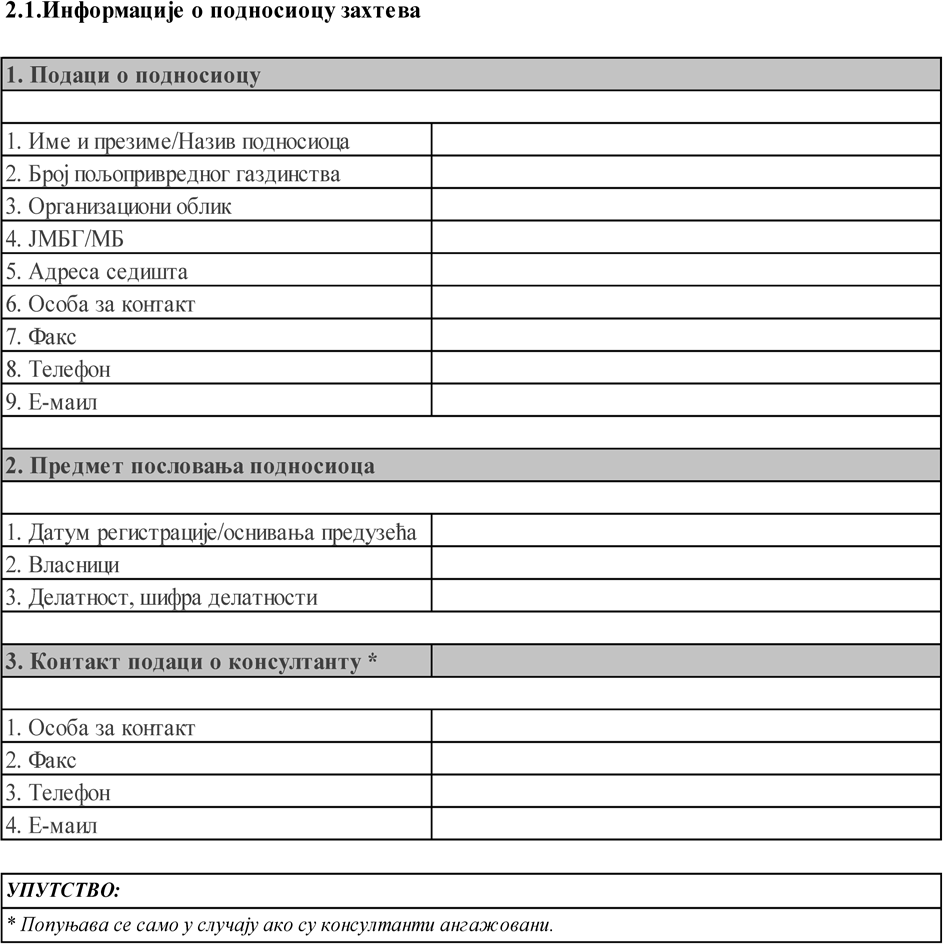 2.1.Информације о подносиоцу захтева
1. Подаци о подносиоцу
1. Име и презиме/Назив подносиоца
2. Број пољопривредног газдинства
3. Организациони облик
4. ЈМБГ/МБ
5. Адреса седишта
6. Особа за контакт
7. Факс
8. Телефон
9. Е-маил
2. Предмет пословања подносиоца
1. Датум регистрације/оснивања предузећа
2. Власници
3. Делатност, шифра делатности
3. Контакт подаци о консултанту *
1. Особа за контакт
2. Факс
3. Телефон
4. Е-маил
УПУТСТВО:
* Попуњава се само у случају ако су консултанти ангажовани.